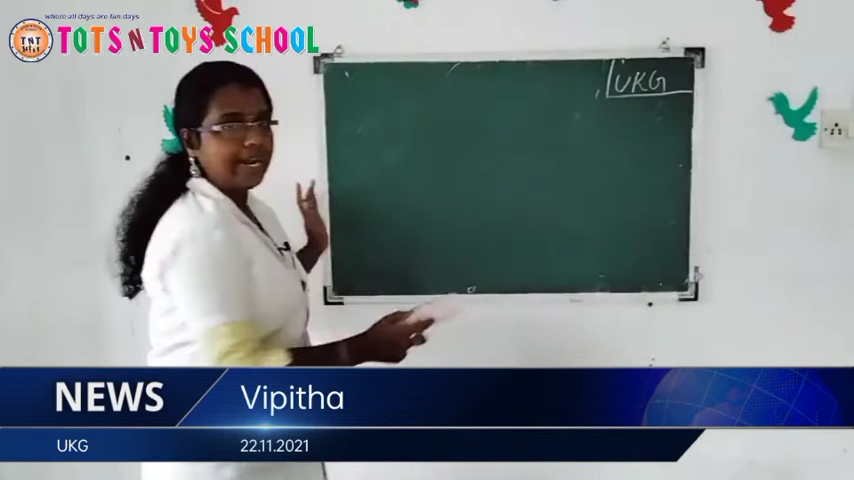 where all days are fun days
TNT
TOTS N TOYS SCHOOL
UKG
NEWS
Vipitha
UKG
22.11.2021